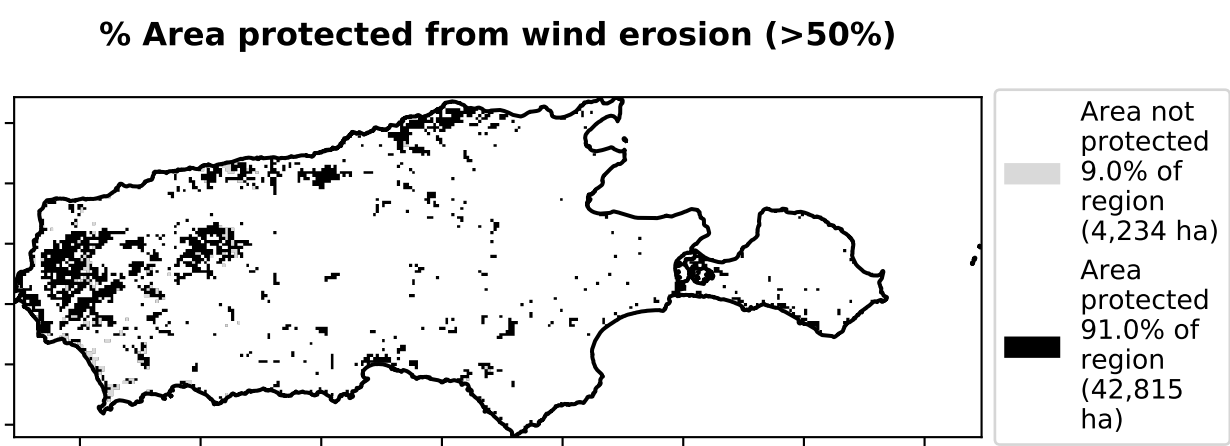 % Area protected from wind erosion (>50%)
Area not
protected
9.0% of
region
(4,234 ha)
Area
protected
91.0% of
region
(42,815
ha)